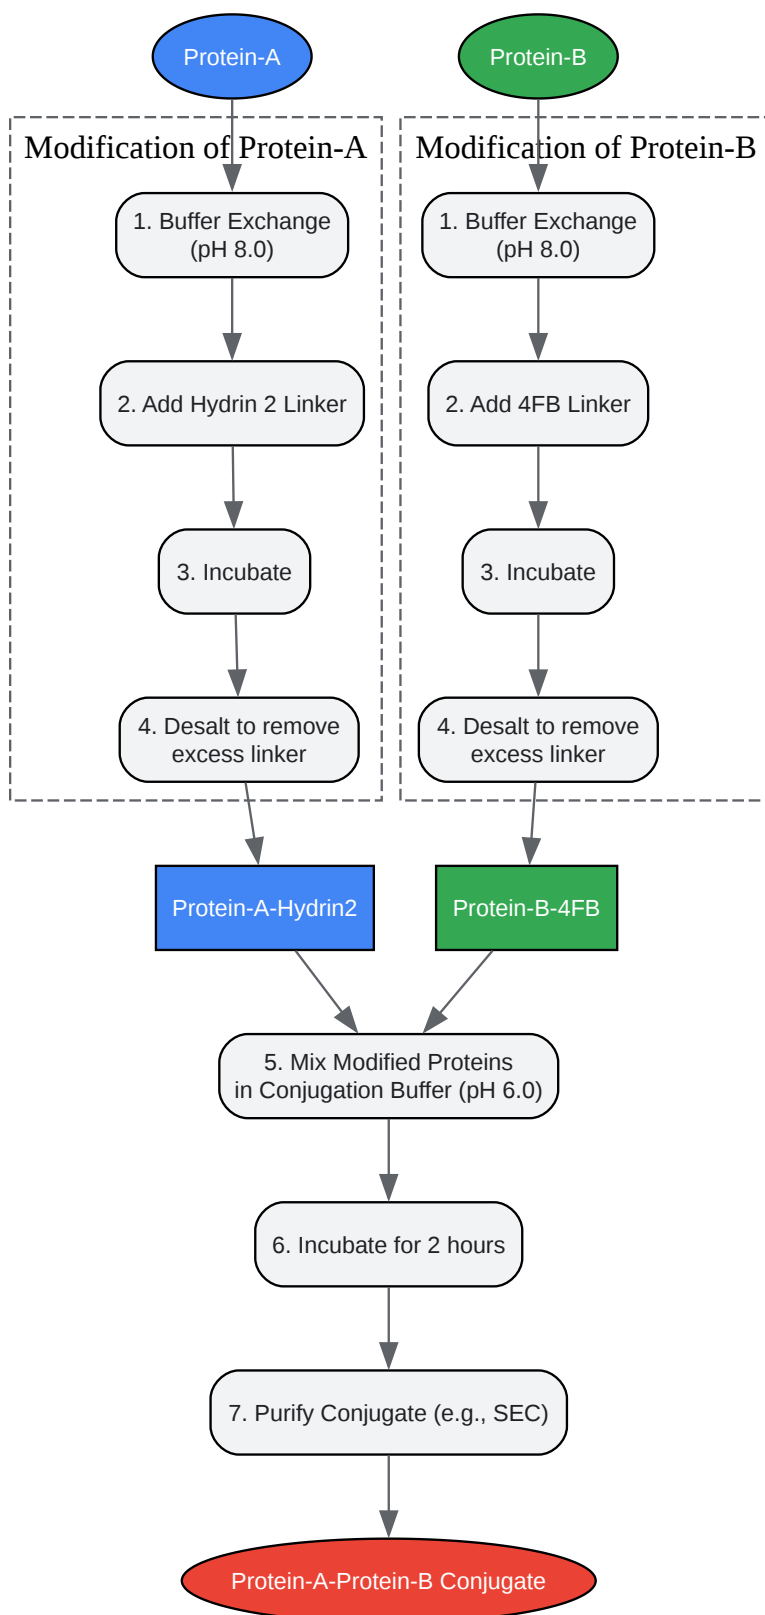 Protein-A
Protein-B
Modification of Protein-A
Modification of Protein-B
1. Buffer Exchange
(pH 8.0)
1. Buffer Exchange
(pH 8.0)
2. Add Hydrin 2 Linker
2. Add 4FB Linker
3. Incubate
3. Incubate
4. Desalt to remove
excess linker
4. Desalt to remove
excess linker
Protein-A-Hydrin2
Protein-B-4FB
5. Mix Modified Proteins
in Conjugation Buffer (pH 6.0)
6. Incubate for 2 hours
7. Purify Conjugate (e.g., SEC)
Protein-A-Protein-B Conjugate